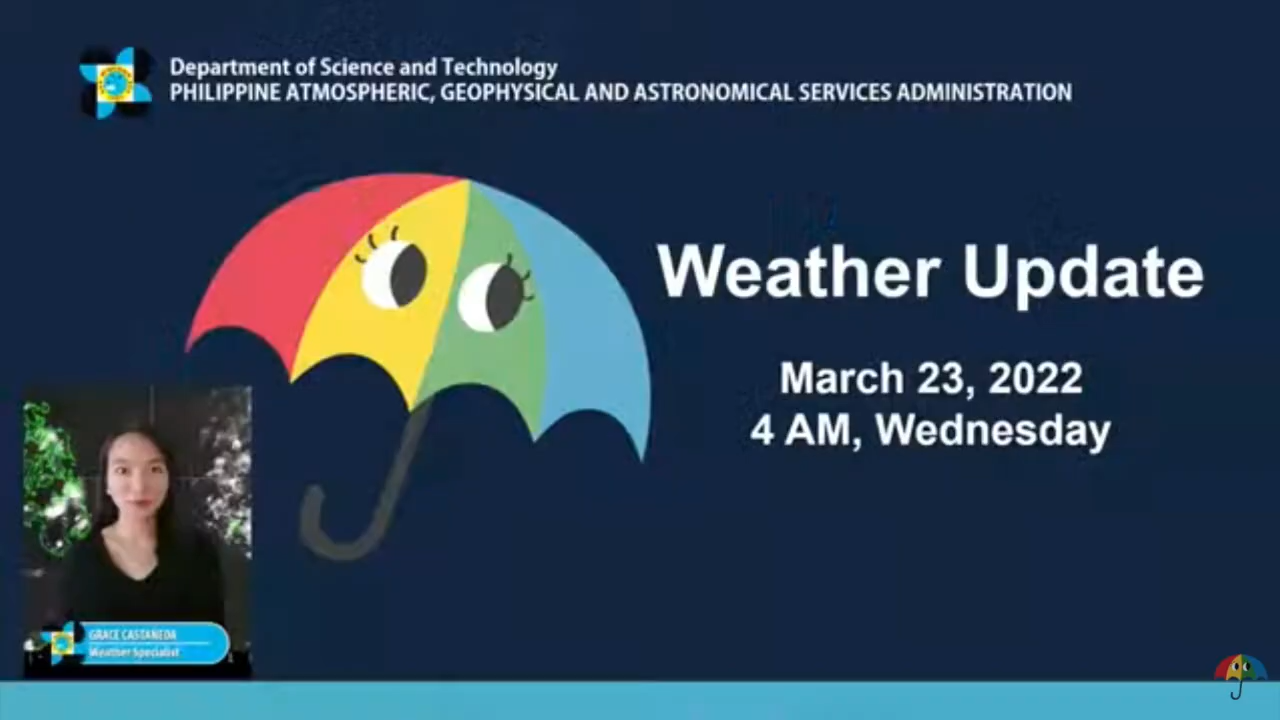 Department of Science and Technology
PHILIPPINE ATMOSPHERIC, GEOPHYSICAL AND ASTRONOMICAL SERVICES ADMINISTRATION
Weather Update
March 23, 2022
4 AM, Wednesday
GRACE CASTAÑEDA
Weather Specialist